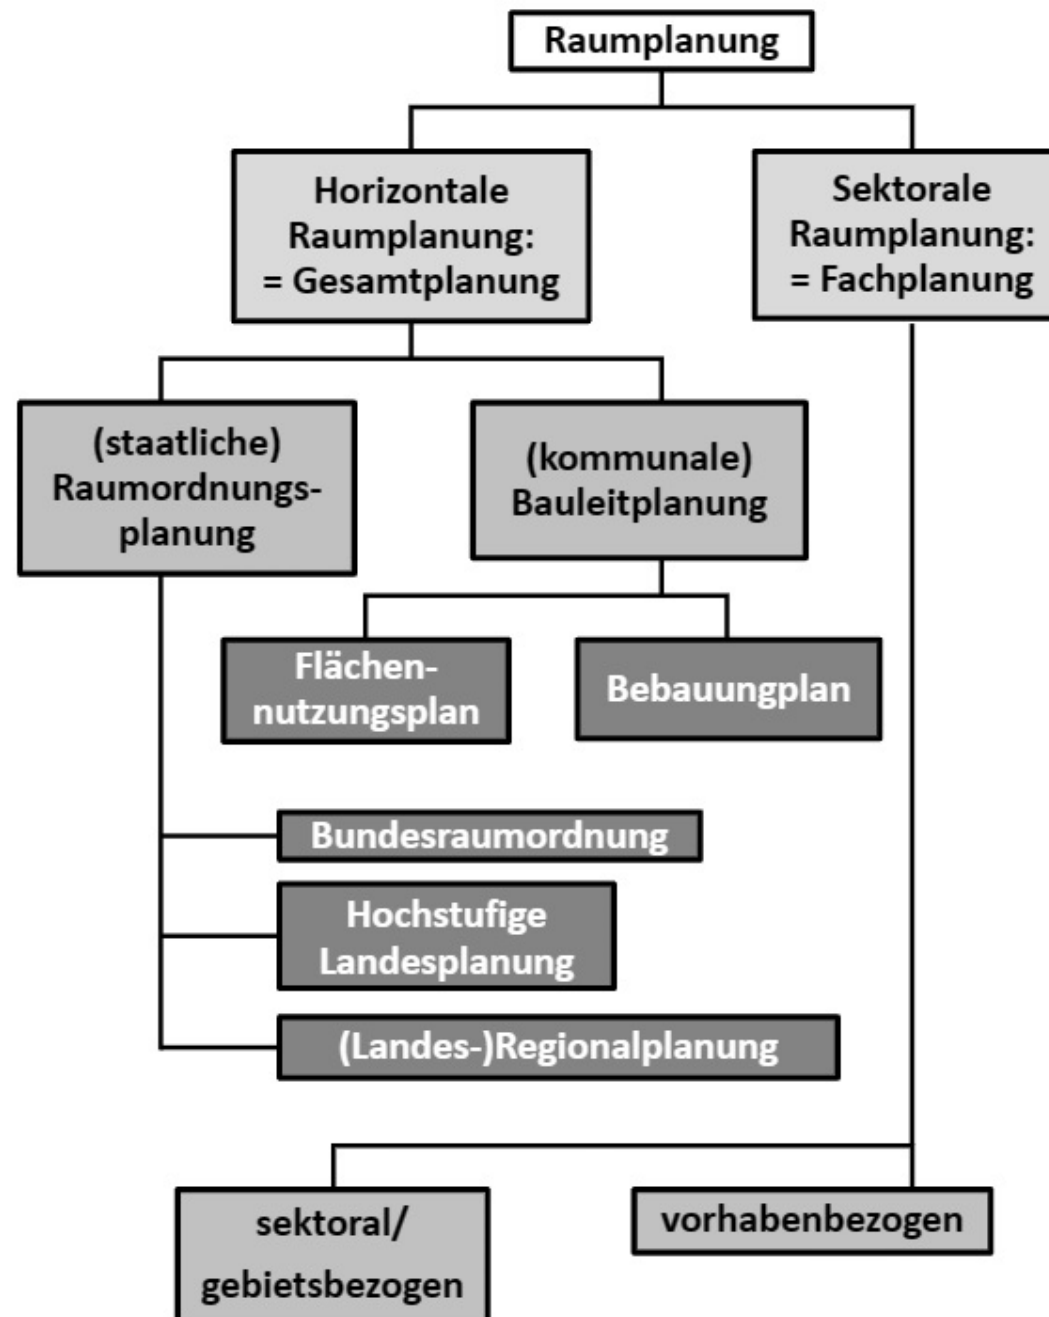 Raumplanung
Horizontale
Raumplanung:
= Gesamtplanung
Sektorale
Raumplanung:
= Fachplanung
(staatliche)
Raumordnungs-
planung
(kommunale)
Bauleitplanung
Flächen-
nutzungsplan
Bebauungplan
Bundesraumordnung
Hochstufige
Landesplanung
(Landes-)Regionalplanung
sektoral/
gebietsbezogen
vorhabenbezogen